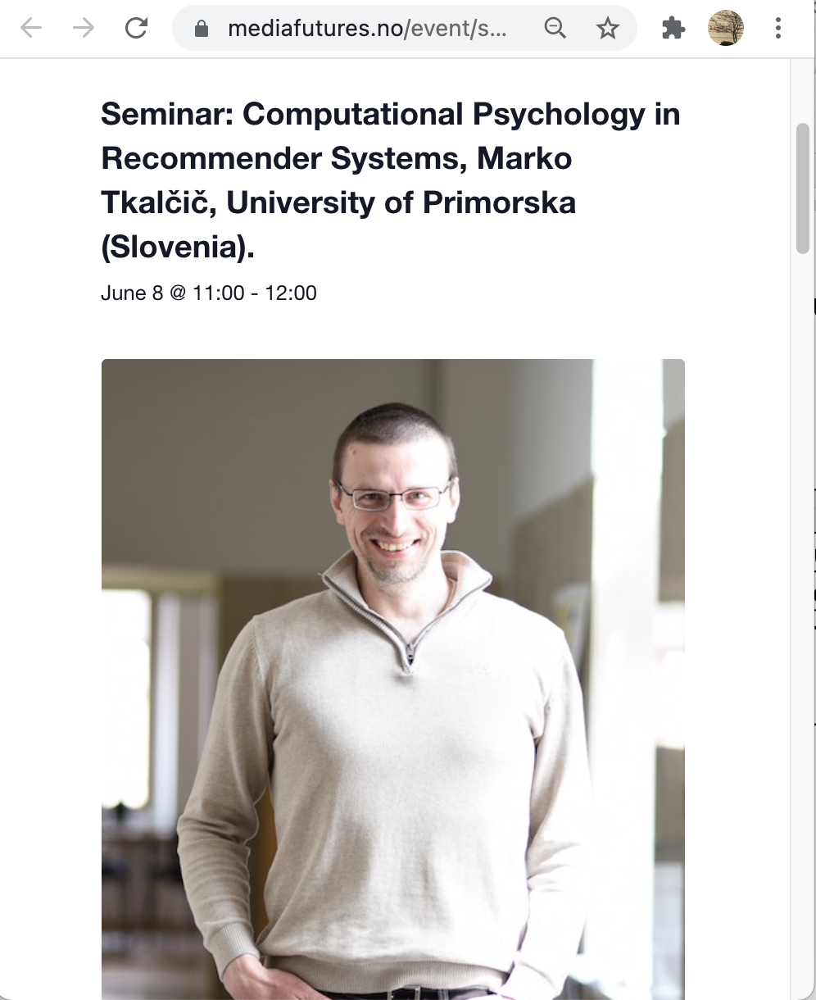 mediafutures.no/event/s...
Seminar: Computational Psychology in
Recommender Systems, Marko
Tkalčič, University of Primorska
(Slovenia).
June 8 @ 11:00 - 12:00